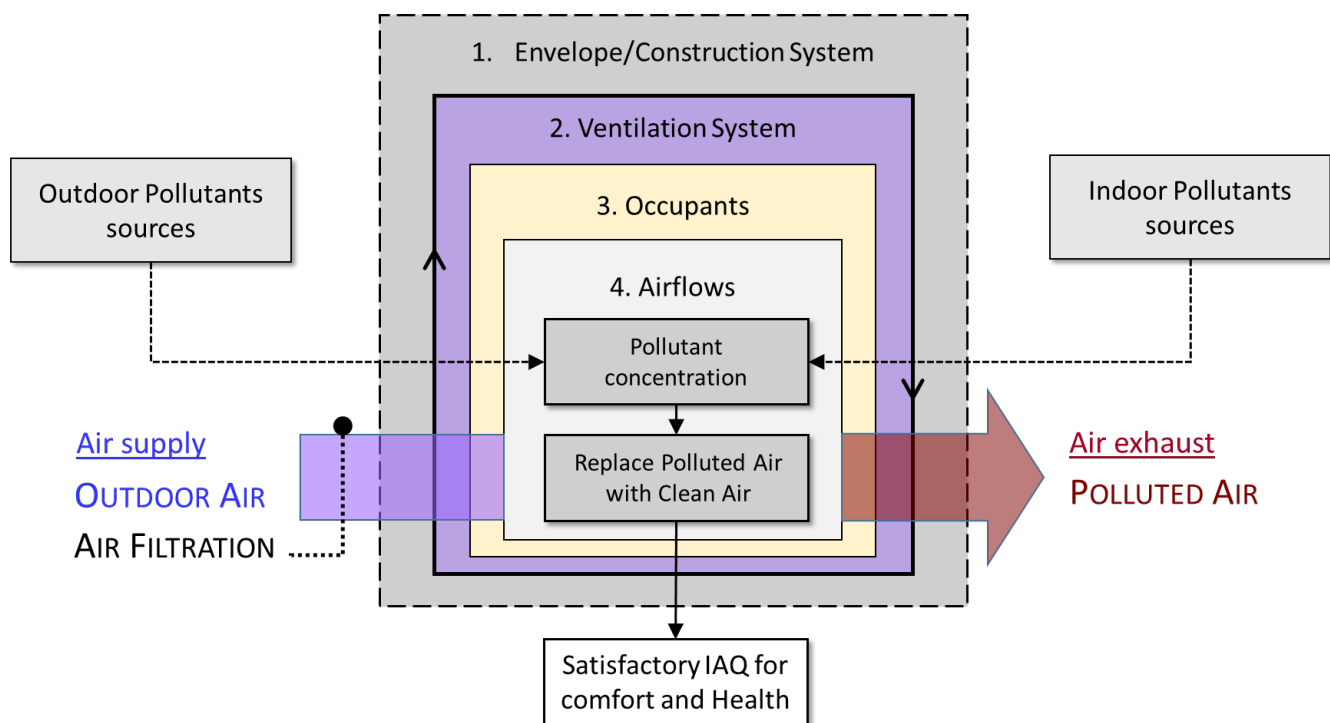 1. Envelope/Construction System
2. Ventilation System
Outdoor Pollutants
sources
Indoor Pollutants
sources
3. Occupants
4. Airflows
Pollutant
concentration
Air supply
OUTDOOR AIR
AIR FILTRATION
Replace Polluted Air
with Clean Air
Air exhaust
POLLUTED AIR
Satisfactory IAQ for
comfort and Health